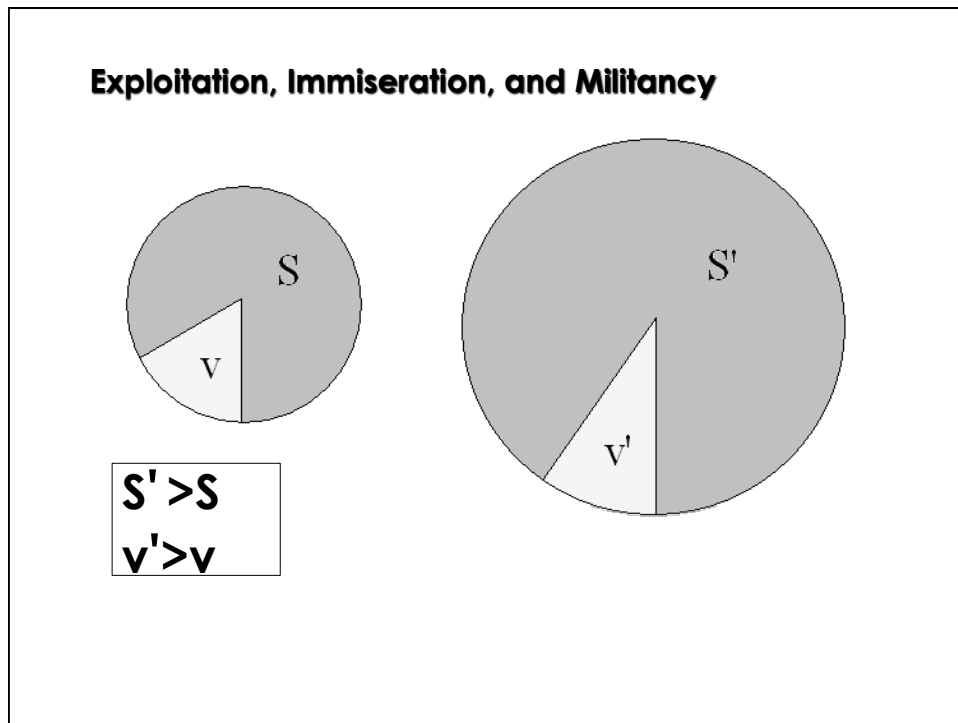 Exploitation, Immiseration, and Militancy
S
v
S'
v'
S' >S
v'>v